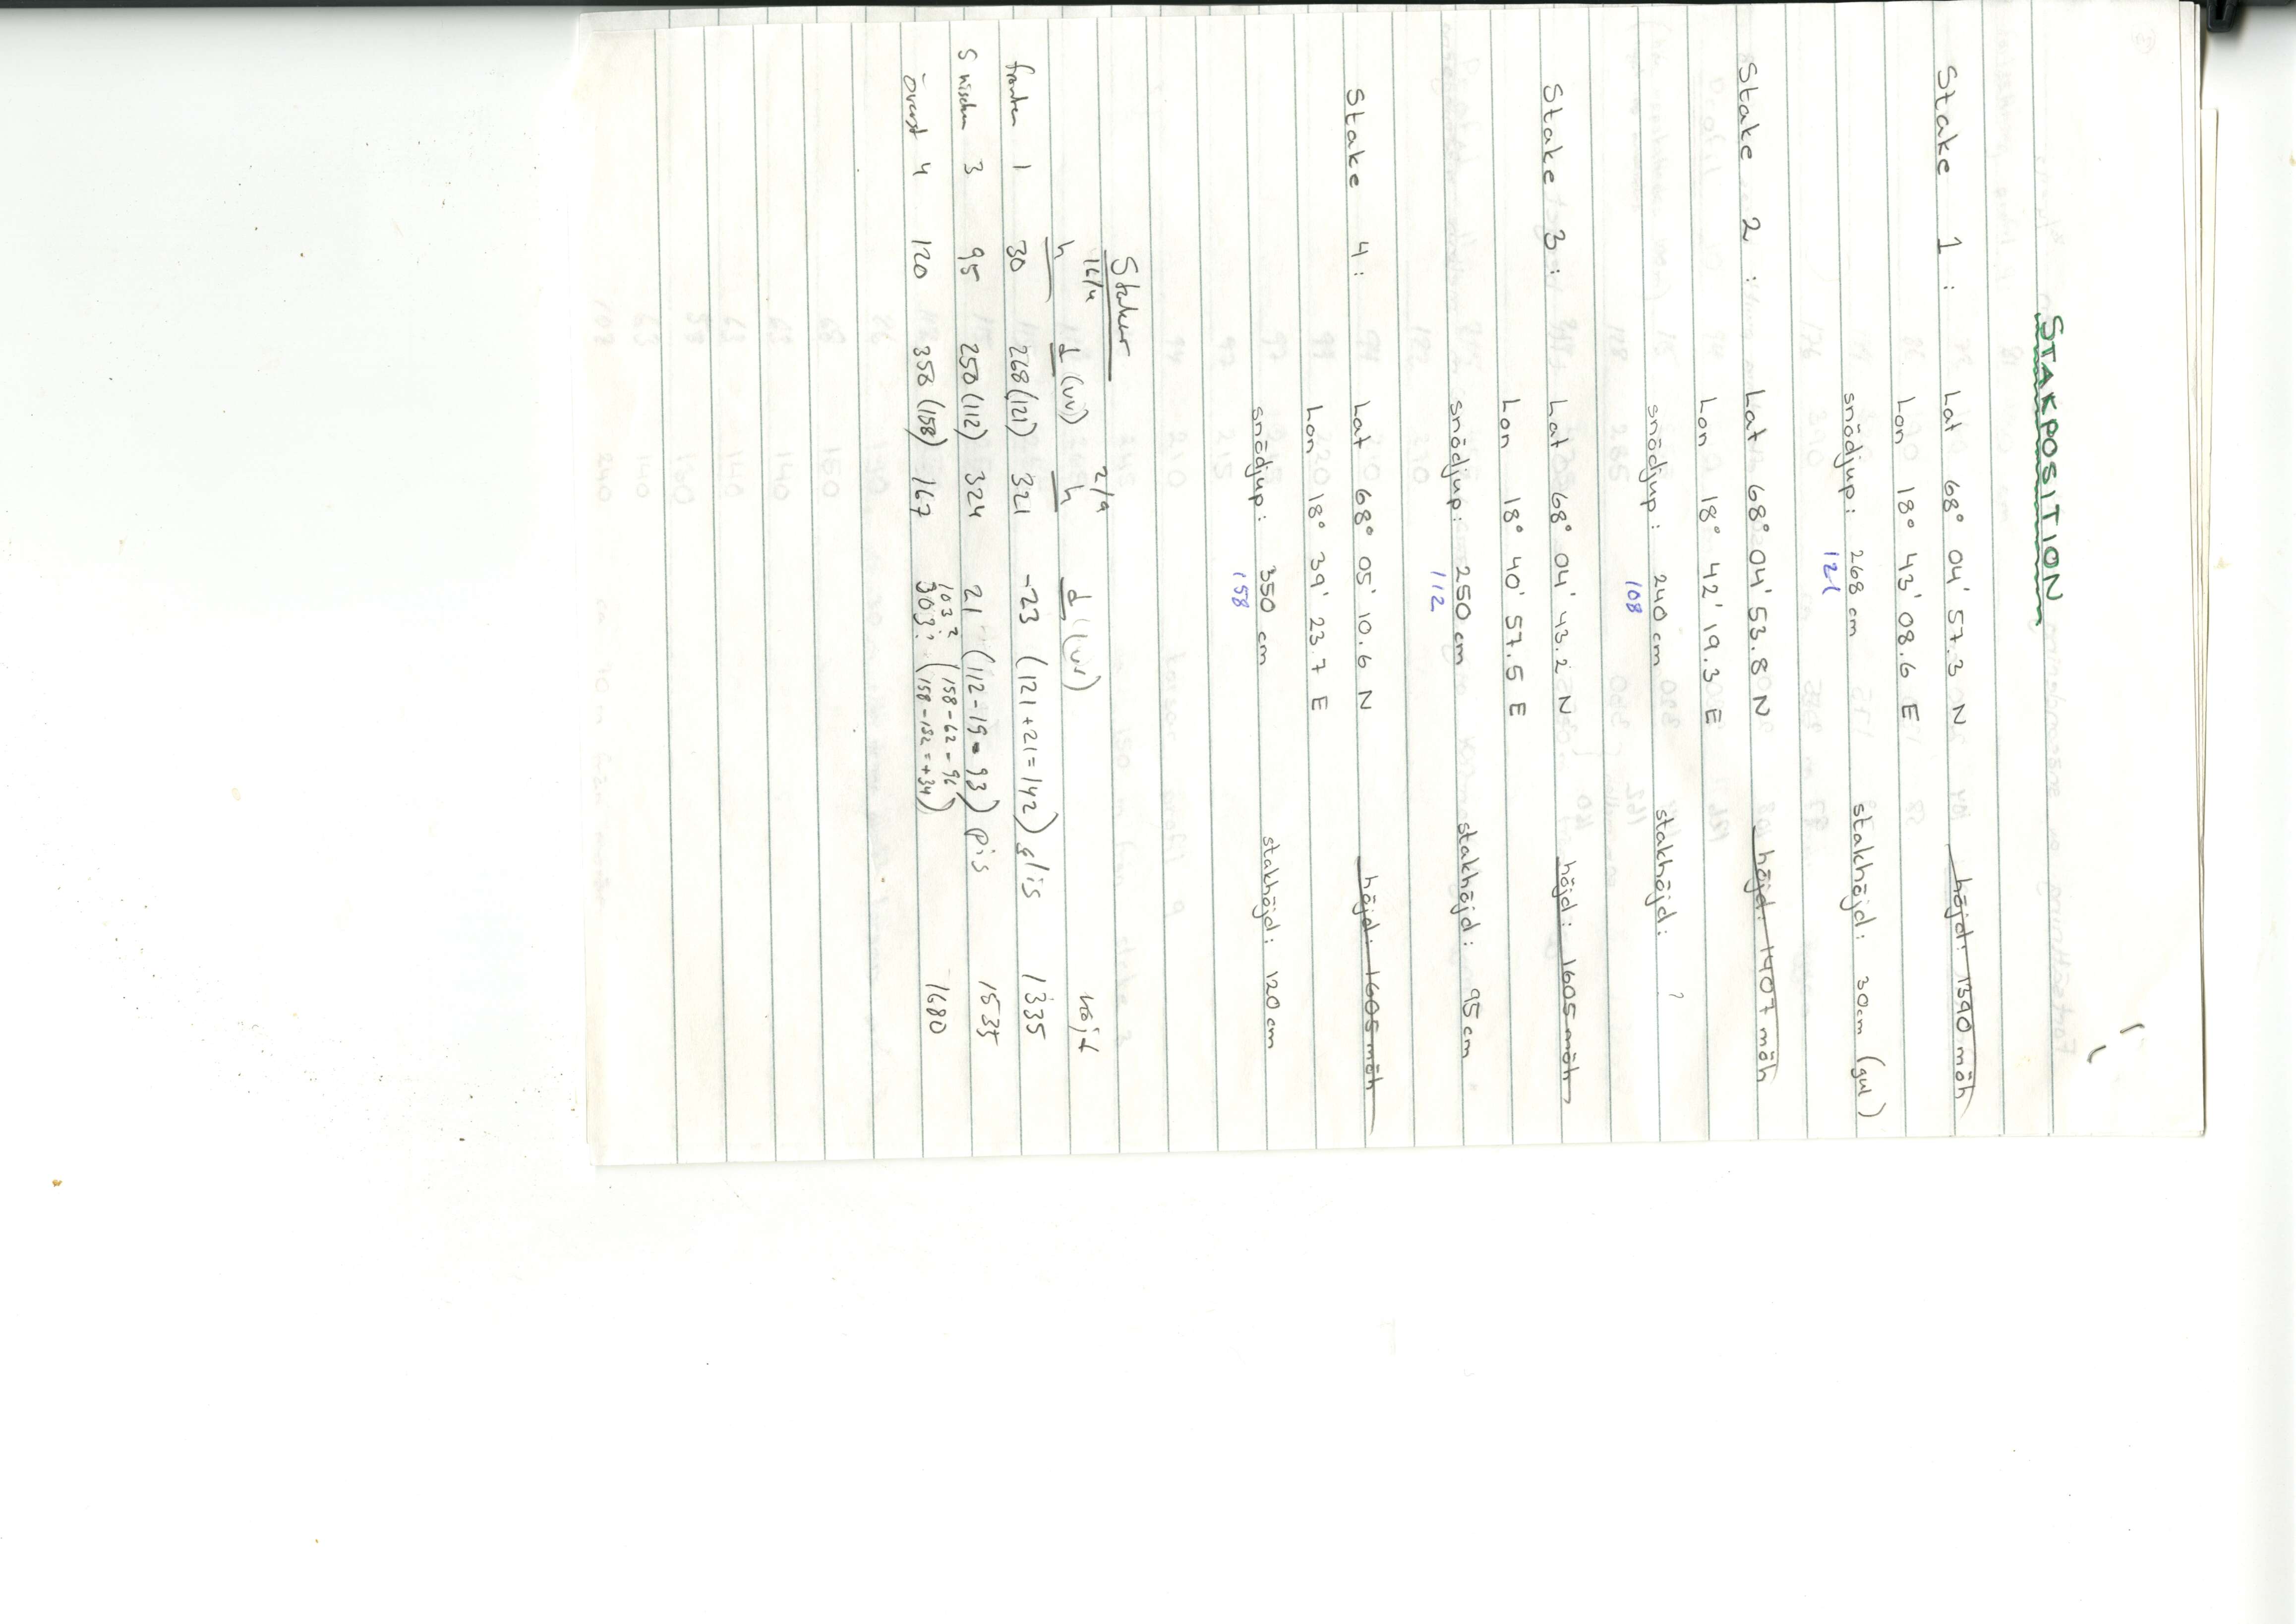 STAKPOSITION
Stake 1 : Lat 68° 04' 57.3 N höjd: 1390 möh
Lon 18° 43' 08.6 E
snödjup: 268 cm stakhöjd: 30cm (gul)
121
Stake 2 : Lat 68° 04' 53.8 N höjd: 1407 möh
Lon 18° 42' 19.3 E
snödjup: 240 cm stakhöjd: ?
108
Stake 3 : Lat 68° 04' 43.2 N höjd: 1605 möh
Lon 18° 40' 57.5 E
snödjup: 250 cm stakhöjd: 95 cm
112
Stake 4 : Lat 68° 05' 10.6 N höjd: 1605 möh
Lon 18° 39' 23.7 E
snödjup: 350 cm stakhöjd: 120 cm
158
Stakar
16/4 2/9
h d (vv) h d (vv) höjd
fronten 1 30 268 (121) 321 -23 (121+21=142) glis 1335
S nischen 3 95 250 (112) 324 21 (112-19=93) pis 1535
103? (158-62=96
överst 4 120 358 (158) 167 303? (158-182=+34) 1680